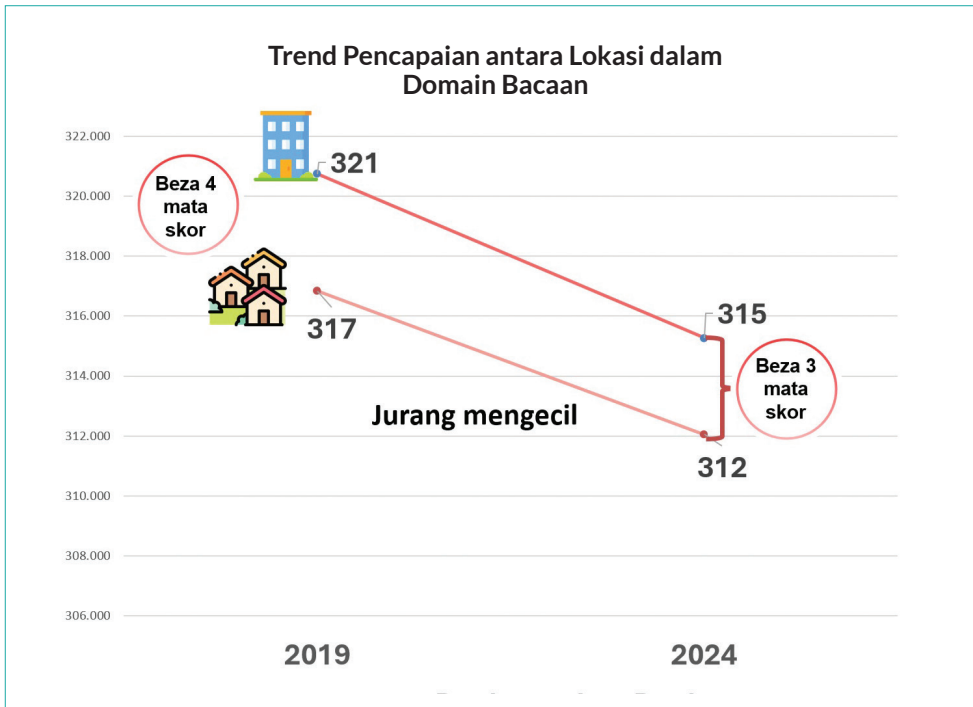 Trend Pencapaian antara Lokasi dalam
Domain Bacaan
322.000
320.000
318.000
316.000
314.000
312.000
310.000
308.000
306.000
321
Beza 4
mata
skor
317
315
Beza 3
mata
skor
Jurang mengecil
312
2019
2024